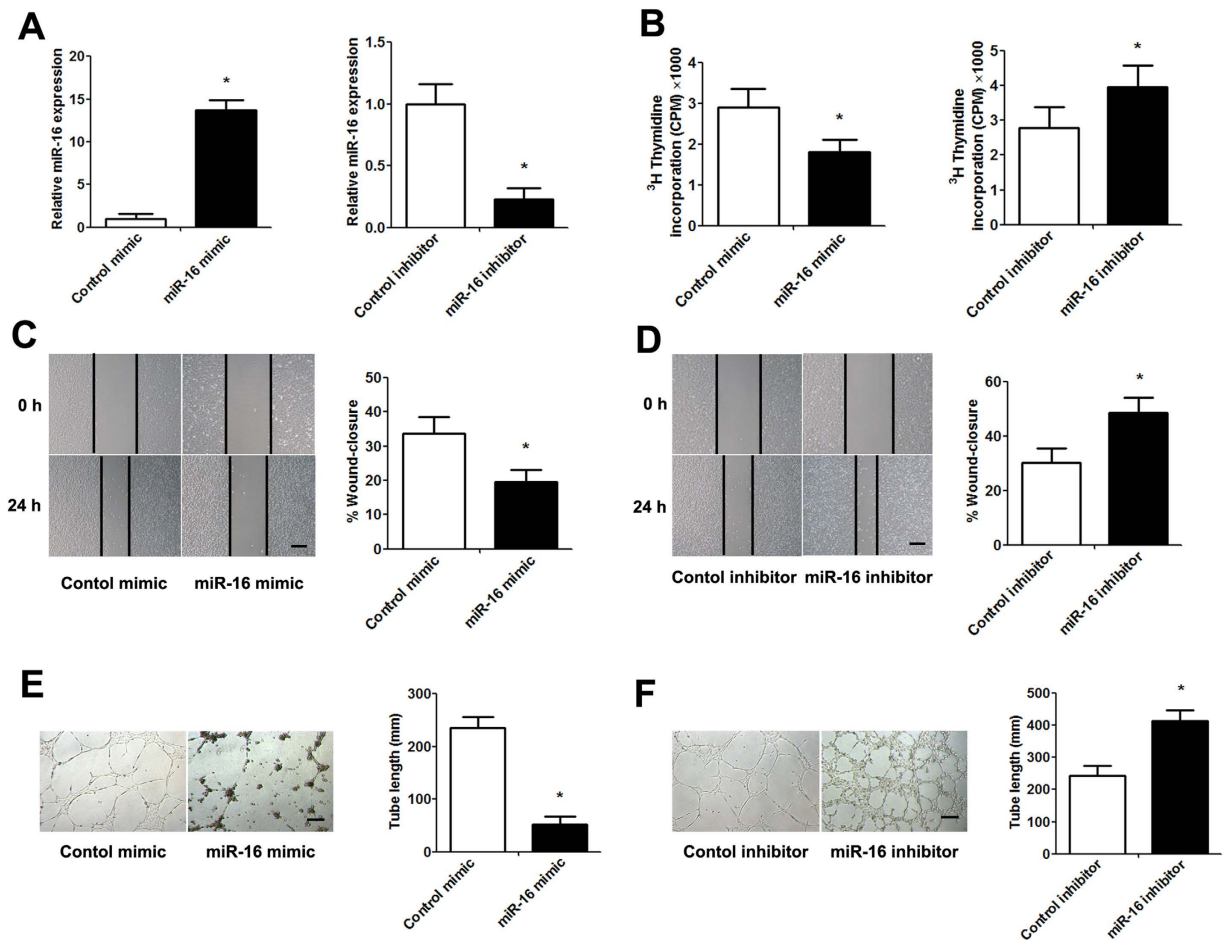 A
Relative miR-16 expression
20
15
10
5
0
*
Control mimic
miR-16 mimic
Relative miR-16 expression
1.5
1.0
0.5
0.0
*
Control inhibitor
miR-16 inhibitor
B
³H Thymidine
incorporation (CPM) ×1000
4
3
2
1
0
*
Control mimic
miR-16 mimic
³H Thymidine
incorporation (CPM) ×1000
5
4
3
2
1
0
*
Control inhibitor
miR-16 inhibitor
C
0 h
24 h
Contol mimic
miR-16 mimic
% Wound-closure
50
40
30
20
10
0
*
Control mimic
miR-16 mimic
D
0 h
24 h
Contol inhibitor
miR-16 inhibitor
% Wound-closure
60
40
20
0
*
Control inhibitor
miR-16 inhibitor
E
Contol mimic
miR-16 mimic
Tube length (mm)
300
200
100
0
*
Control mimic
miR-16 mimic
F
Contol inhibitor
miR-16 inhibitor
Tube length (mm)
500
400
300
200
100
0
*
Control inhibitor
miR-16 inhibitor